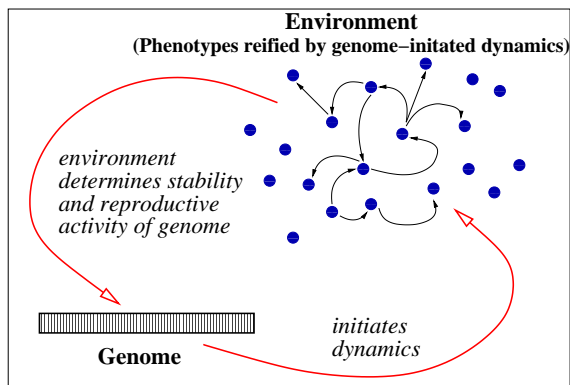 Environment
(Phenotypes reified by genome−initated dynamics)
environment
determines stability
and reproductive
activity of genome
initiates
dynamics
Genome